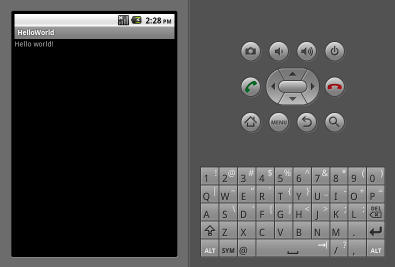 2:28 PM
HelloWorld
Hello world!
MENU
1 ! 2 @ 3 # 4 $ 5 % 6 ^ 7 & 8 * 9 ( 0 )
Q W E R T Y U I O P
A S D F G H J K L DEL
Z X C V B N M .
ALT SYM @ / ? , ALT